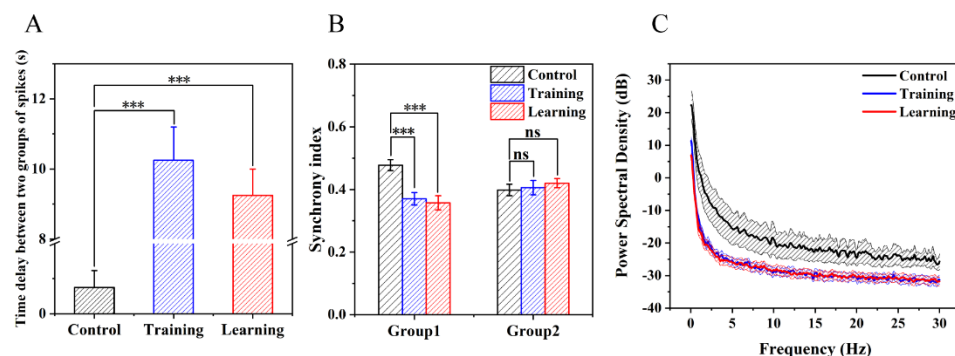 A
Time delay between two groups of spikes (s)
12
10
8
0
***
***
Control
Training
Learning
B
Synchrony index
0.8
0.6
0.4
0.2
0.0
Control
Training
Learning
***
***
ns
ns
Group1
Group2
C
Power Spectral Density (dB)
30
20
10
0
-10
-20
-30
-40
Control
Training
Learning
0
5
10
15
20
25
30
Frequency (Hz)